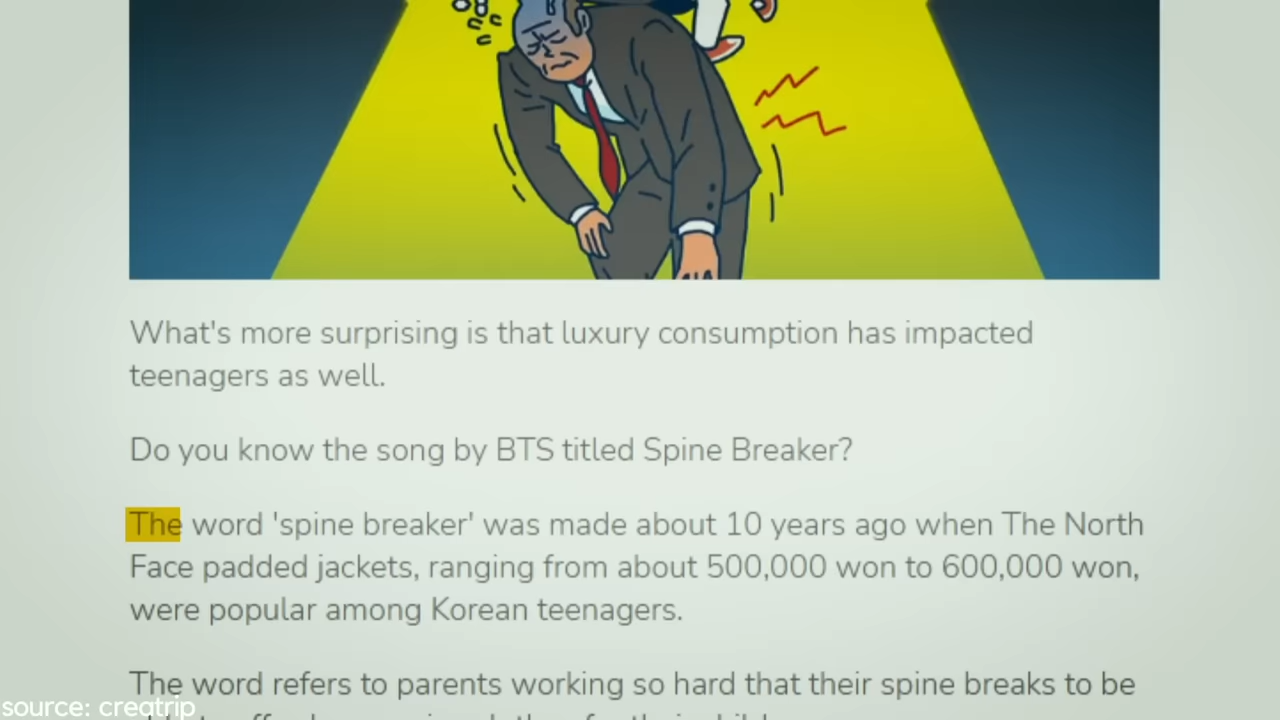 What's more surprising is that luxury consumption has impacted
teenagers as well.
Do you know the song by BTS titled Spine Breaker?
The word 'spine breaker' was made about 10 years ago when The North
Face padded jackets, ranging from about 500,000 won to 600,000 won,
were popular among Korean teenagers.
The word refers to parents working so hard that their spine breaks to be
source: creatrip